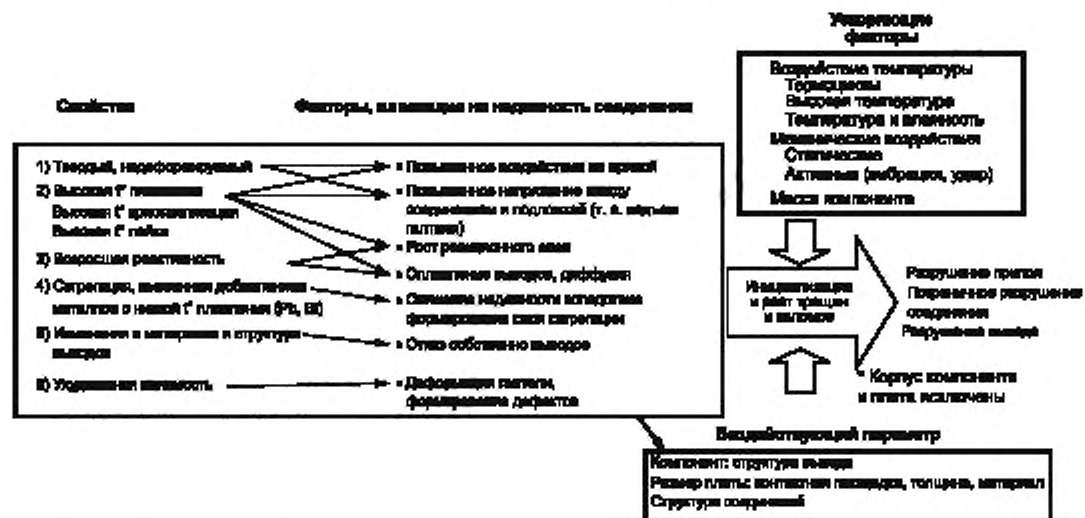 Ускоряющие
факторы
Воздействие температуры
Термоциклы
Высокая температура
Температура и влажность
Механические воздействия
Статические
Активные (вибрация, удар)
Масса компонента
Свойства
Факторы, влияющие на надежность соединения
1) Твердый, недеформируемый
2) Высокая t° плавления
Высокая t° кристаллизации
Высокая t° пайки
3) Возросшая реактивность
4) Сегрегация, вызванная добавлением
металлов с низкой t° плавления (Pb, Bi)
5) Изменения в материале и структуре
выводов
6) Ухудшенная смачиваемость
• Повышенное воздействие на припой
• Повышенное напряжение между
соединением и подложкой (т. е.
галтели)
• Рост реакционного слоя
• Оплавление выводов, диффузия
• Снижение надежности вследствие
формирования слоя сегрегации
• Отказ собственно выводов
• Деформация галтели,
формирование дефектов
Инициализация
и рост трещин
и изломов
Разрушение припоя
Пограничное разрушение
соединения
Разрушение вывода
* Корпус компонента
и плата исключены
Воздействующий параметр
Компонент: структура вывода
Размер платы: контактная площадка, толщина, материал
Структура соединений